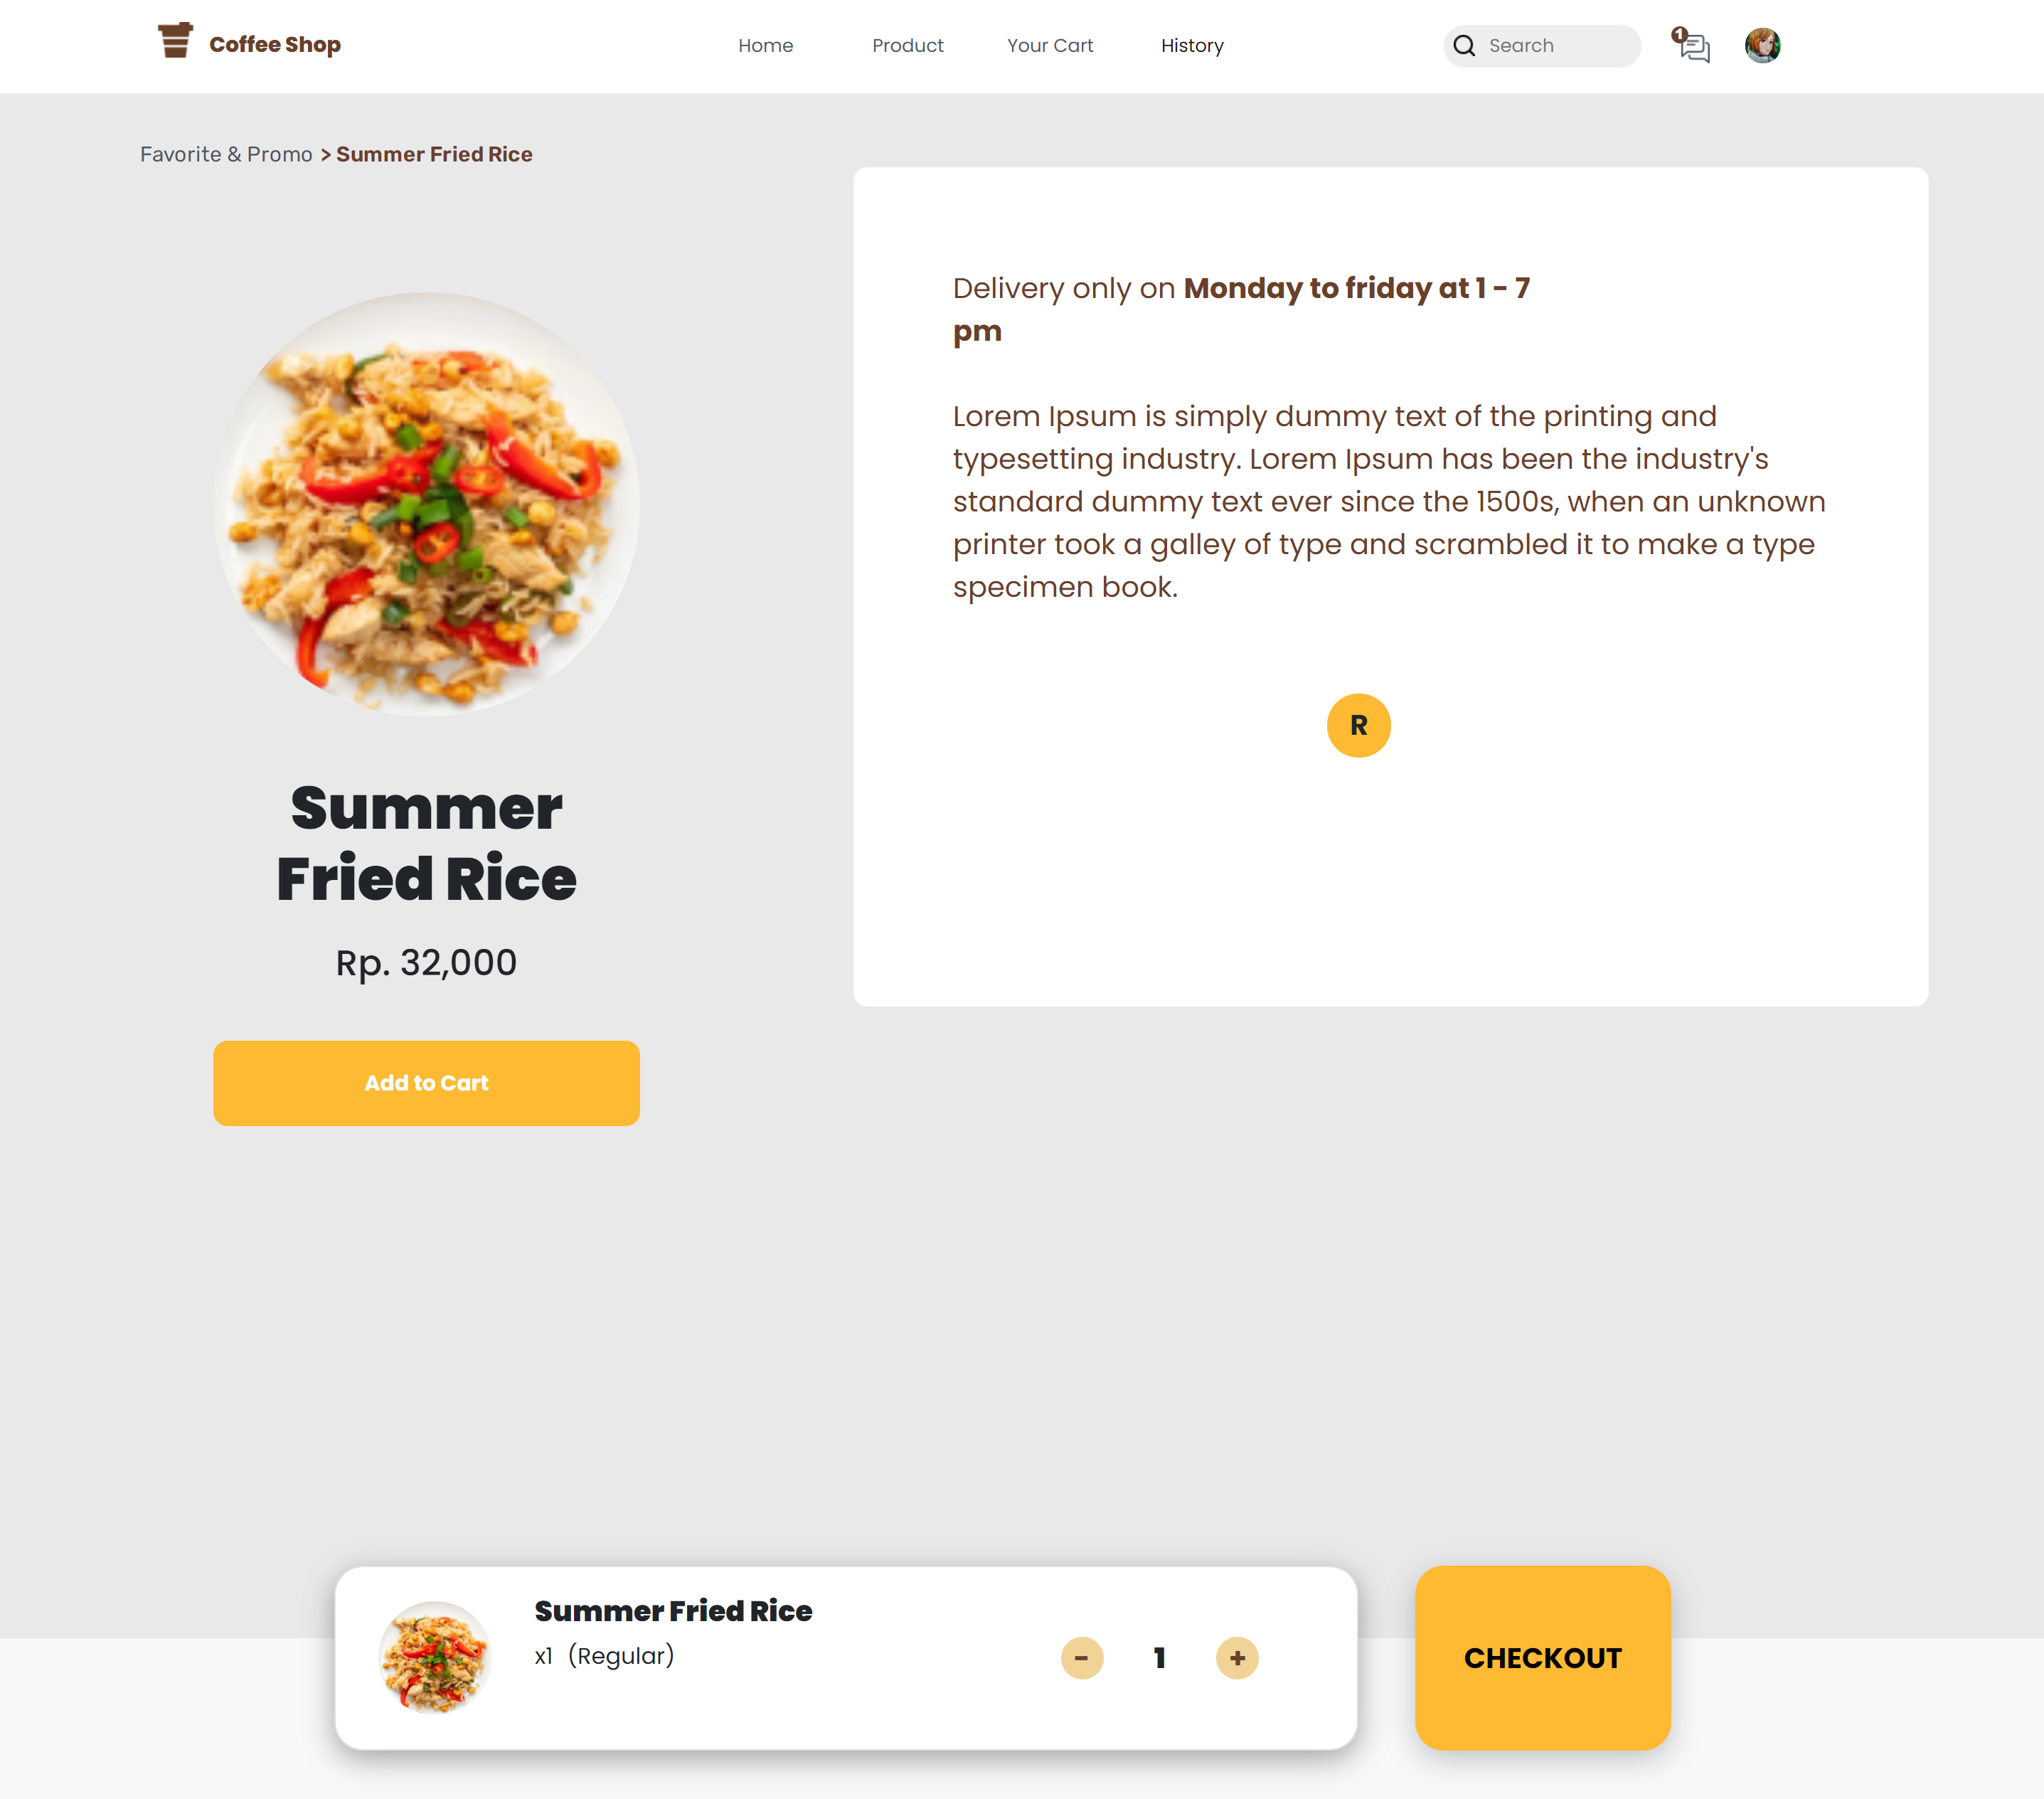 Coffee Shop
Home
Product
Your Cart
History
Search
1
Favorite & Promo > Summer Fried Rice
Delivery only on Monday to friday at 1 - 7
pm
Lorem Ipsum is simply dummy text of the printing and
typesetting industry. Lorem Ipsum has been the industry's
standard dummy text ever since the 1500s, when an unknown
printer took a galley of type and scrambled it to make a type
specimen book.
R
Summer
Fried Rice
Rp. 32,000
Add to Cart
Summer Fried Rice
x1 (Regular)
- 1 +
CHECKOUT